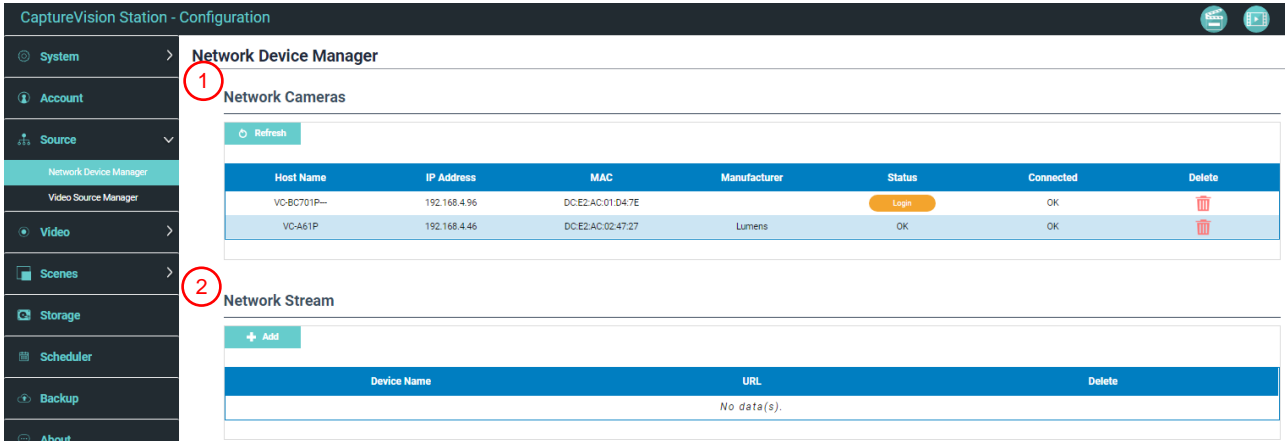 CaptureVision Station - Configuration
System
Account
Source
Network Device Manager
Video Source Manager
Video
Scenes
Storage
Scheduler
Backup
About
Network Device Manager
1
Network Cameras
Refresh
Host Name IP Address MAC Manufacturer Status Connected Delete
VC-BC701P--- 192.168.4.96 DC:E2:AC:01:D4:7E Login OK
VC-A61P 192.168.4.46 DC:E2:AC:02:47:27 Lumens OK OK
2
Network Stream
Add
Device Name URL Delete
No data(s).